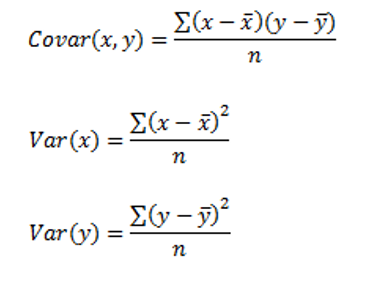 Covar(x, y) = ∑(x − x̄)(y − ȳ) / n
Var(x) = ∑(x − x̄)² / n
Var(y) = ∑(y − ȳ)² / n